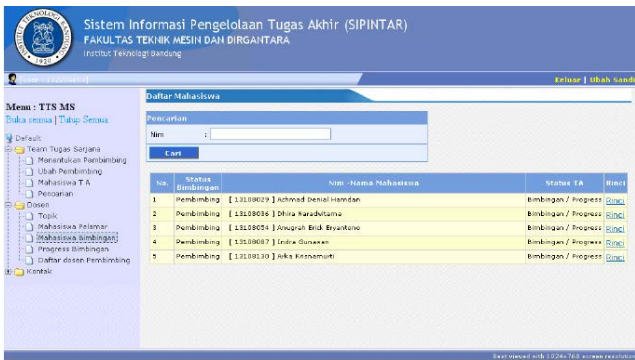 Sistem Informasi Pengelolaan Tugas Akhir (SIPINTAR)
FAKULTAS TEKNIK MESIN DAN DIRGANTARA
Institut Teknologi Bandung
1920
Keluar | Ubah Sandi
Menu : TTS MS
Buka semua | Tutup Semua
Default
Team Tugas Sarjana
Menentukan Pembimbing
Ubah Pembimbing
Mahasiswa T A
Pencarian
Dosen
Topik
Mahasiswa Pelamar
Mahasiswa Bimbingan
Progress Bimbingan
Daftar dosen Pembimbing
Kontak
Daftar Mahasiswa
Pencarian
Nim :
Cari
No. Status Bimbingan Nim - Nama Mahasiswa Status TA Rinci
1 Pembimbing [ 13108029 ] Achmad Denial Hamdan Bimbingan / Progress Rinci
2 Pembimbing [ 13108036 ] Dhira Karadvitama Bimbingan / Progress Rinci
3 Pembimbing [ 13108054 ] Anugrah Erick Eryantono Bimbingan / Progress Rinci
4 Pembimbing [ 13108087 ] Indra Gunawan Bimbingan / Progress Rinci
5 Pembimbing [ 13108130 ] Arka Krisnamurti Bimbingan / Progress Rinci
Best viewed with 1024x768 screen resolution